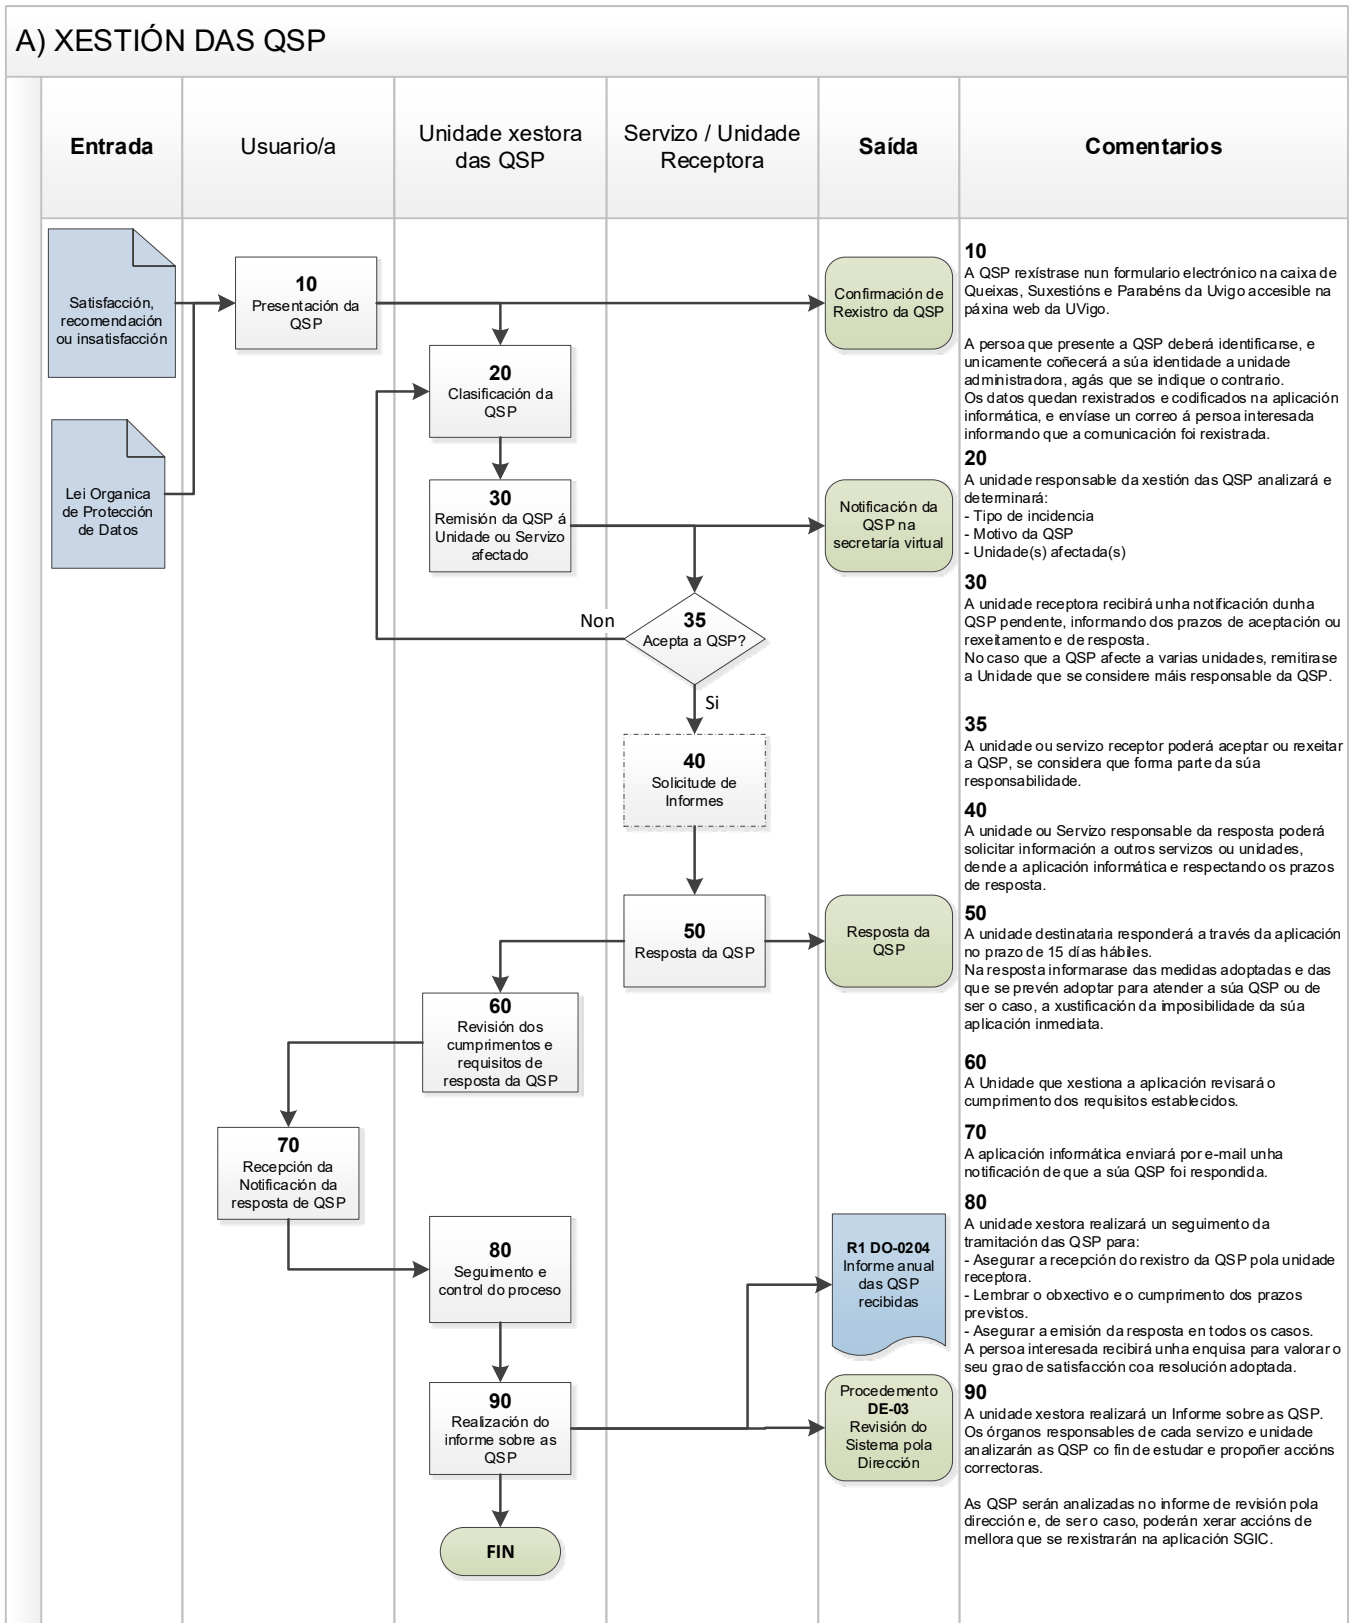 A) XESTIÓN DAS QSP
Entrada
Usuario/a
Unidade xestora
das QSP
Servizo / Unidade
Receptora
Saída
Comentarios
Satisfacción,
recomendación
ou insatisfacción
Lei Organica
de Protección
de Datos
10
Presentación da
QSP
Confirmación de
Rexistro da QSP
20
Clasificación da
QSP
30
Remisión da QSP á
Unidade ou Servizo
afectado
Notificación da
QSP na
secretaría virtual
Non
35
Acepta a QSP?
Si
40
Solicitude de
Informes
50
Resposta da QSP
Resposta da
QSP
60
Revisión dos
cumprimentos e
requisitos de
resposta da QSP
70
Recepción da
Notificación da
resposta de QSP
80
Seguimento e
control do proceso
R1 DO-0204
Informe anual
das QSP
recibidas
90
Realización do
informe sobre as
QSP
Procedemento
DE-03
Revisión do
Sistema pola
Dirección
FIN
10
A QSP rexístrase nun formulario electrónico na caixa de
Queixas, Suxestións e Parabéns da Uvigo accesible na
páxina web da UVigo.
A persoa que presente a QSP deberá identificarse, e
unicamente coñecerá a súa identidade a unidade
administradora, agás que se indique o contrario.
Os datos quedan rexistrados e codificados na aplicación
informática, e envíase un correo á persoa interesada
informando que a comunicación foi rexistrada.
20
A unidade responsable da xestión das QSP analizará e
determinará:
- Tipo de incidencia
- Motivo da QSP
- Unidade(s) afectada(s)
30
A unidade receptora recibirá unha notificación dunha
QSP pendente, informando dos prazos de aceptación ou
rexeitamento e de resposta.
No caso que a QSP afecte a varias unidades, remitirase
a Unidade que se considere máis responsable da QSP.
35
A unidade ou servizo receptor poderá aceptar ou rexeitar
a QSP, se considera que forma parte da súa
responsabilidade.
40
A unidade ou Servizo responsable da resposta poderá
solicitar información a outros servizos ou unidades,
dende a aplicación informática e respectando os prazos
de resposta.
50
A unidade destinataria responderá a través da aplicación
no prazo de 15 días hábiles.
Na resposta informarase das medidas adoptadas e das
que se prevén adoptar para atender a súa QSP ou de
ser o caso, a xustificación da imposibilidade da súa
aplicación inmediata.
60
A Unidade que xestiona a aplicación revisará o
cumprimento dos requisitos establecidos.
70
A aplicación informática enviará por e-mail unha
notificación de que a súa QSP foi respondida.
80
A unidade xestora realizará un seguimento da
tramitación das QSP para:
- Asegurar a recepción do rexistro da QSP pola unidade
receptora.
- Lembrar o obxectivo e o cumprimento dos prazos
previstos.
- Asegurar a emisión da resposta en todos os casos.
A persoa interesada recibirá unha enquisa para valorar o
seu grao de satisfacción coa resolución adoptada.
90
A unidade xestora realizará un Informe sobre as QSP.
Os órganos responsables de cada servizo e unidade
analizarán as QSP co fin de estudar e propoñer accións
correctoras.
As QSP serán analizadas no informe de revisión pola
dirección e, de ser o caso, poderán xerar accións de
mellora que se rexistrarán na aplicación SGIC.